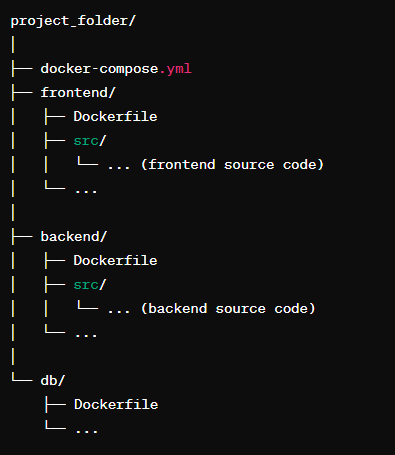 project_folder/
│
├── docker-compose.yml
├── frontend/
│   ├── Dockerfile
│   ├── src/
│   │   └── ... (frontend source code)
│   └── ...
│
├── backend/
│   ├── Dockerfile
│   ├── src/
│   │   └── ... (backend source code)
│   └── ...
│
└── db/
    ├── Dockerfile
    └── ...